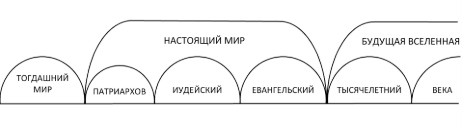 НАСТОЯЩИЙ МИР
БУДУЩАЯ ВСЕЛЕННАЯ
ТОГДАШНИЙ
МИР
ПАТРИАРХОВ
ИУДЕЙСКИЙ
ЕВАНГЕЛЬСКИЙ
ТЫСЯЧЕЛЕТНИЙ
ВЕКА